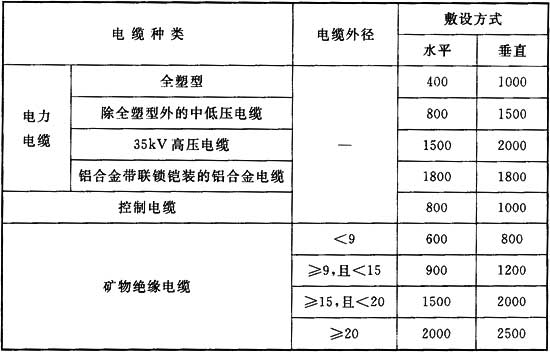 电缆种类 电缆外径 敷设方式
水平 垂直
电力电缆 全塑型 — 400 1000
除全塑型外的中低压电缆 800 1500
35kV高压电缆 1500 2000
铝合金带联锁铠装的铝合金电缆 1800 1800
控制电缆 800 1000
矿物绝缘电缆 <9 600 800
≥9,且<15 900 1200
≥15,且<20 1500 2000
≥20 2000 2500